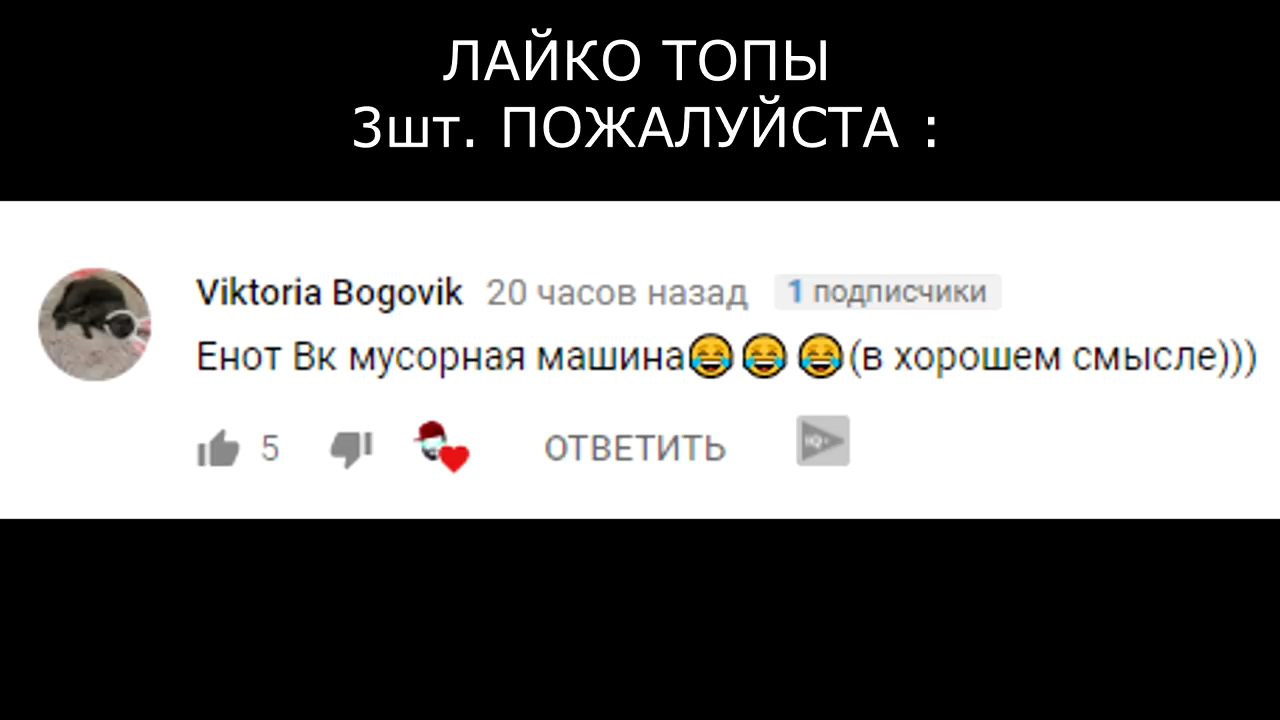 ЛАЙКО ТОПЫ
3шт. ПОЖАЛУЙСТА :
Viktoria Bogovik 20 часов назад 1 подписчики
Енот Вк мусорная машина😂😂😂(в хорошем смысле)))
5 ОТВЕТИТЬ